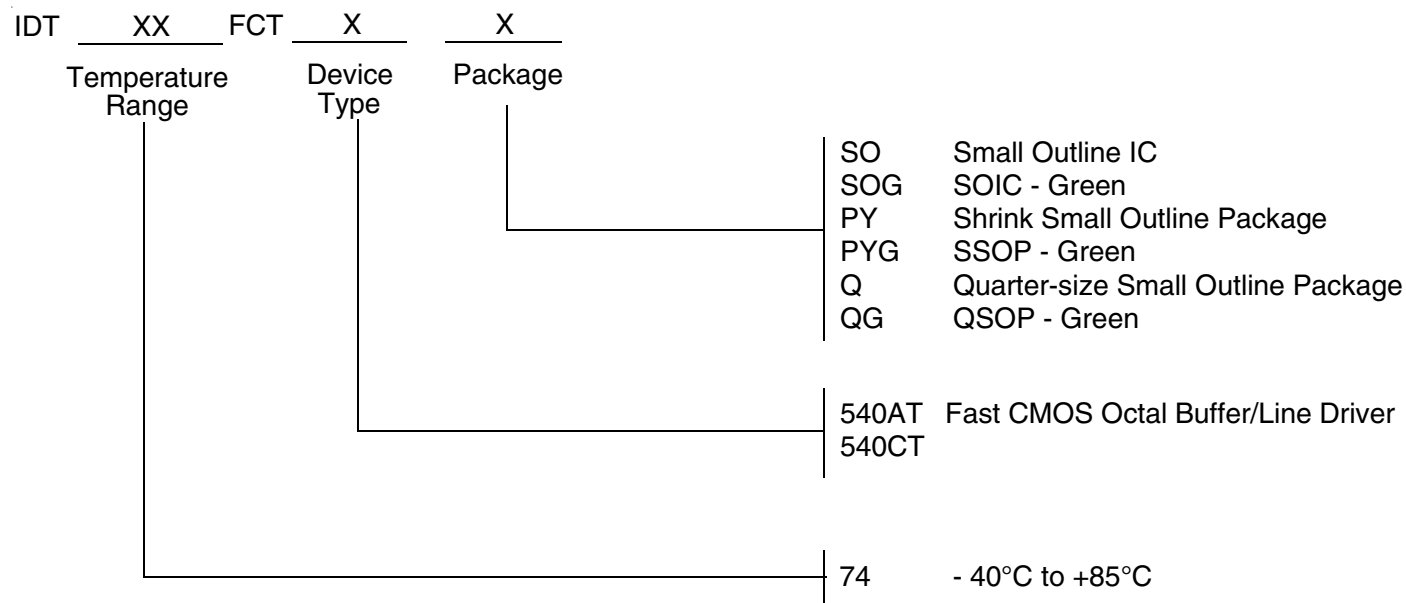 IDT XX FCT X X
Temperature Range
Device Type
Package
SO Small Outline IC
SOG SOIC - Green
PY Shrink Small Outline Package
PYG SSOP - Green
Q Quarter-size Small Outline Package
QG QSOP - Green
540AT Fast CMOS Octal Buffer/Line Driver
540CT
74 - 40°C to +85°C